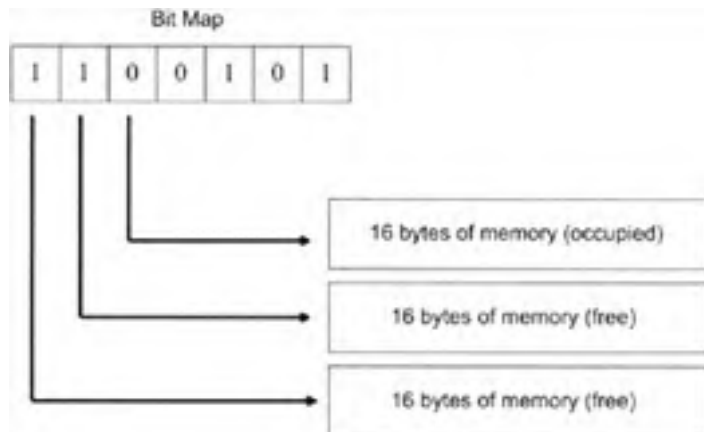 Bit Map
1 1 0 0 1 0 1
16 bytes of memory (occupied)
16 bytes of memory (free)
16 bytes of memory (free)